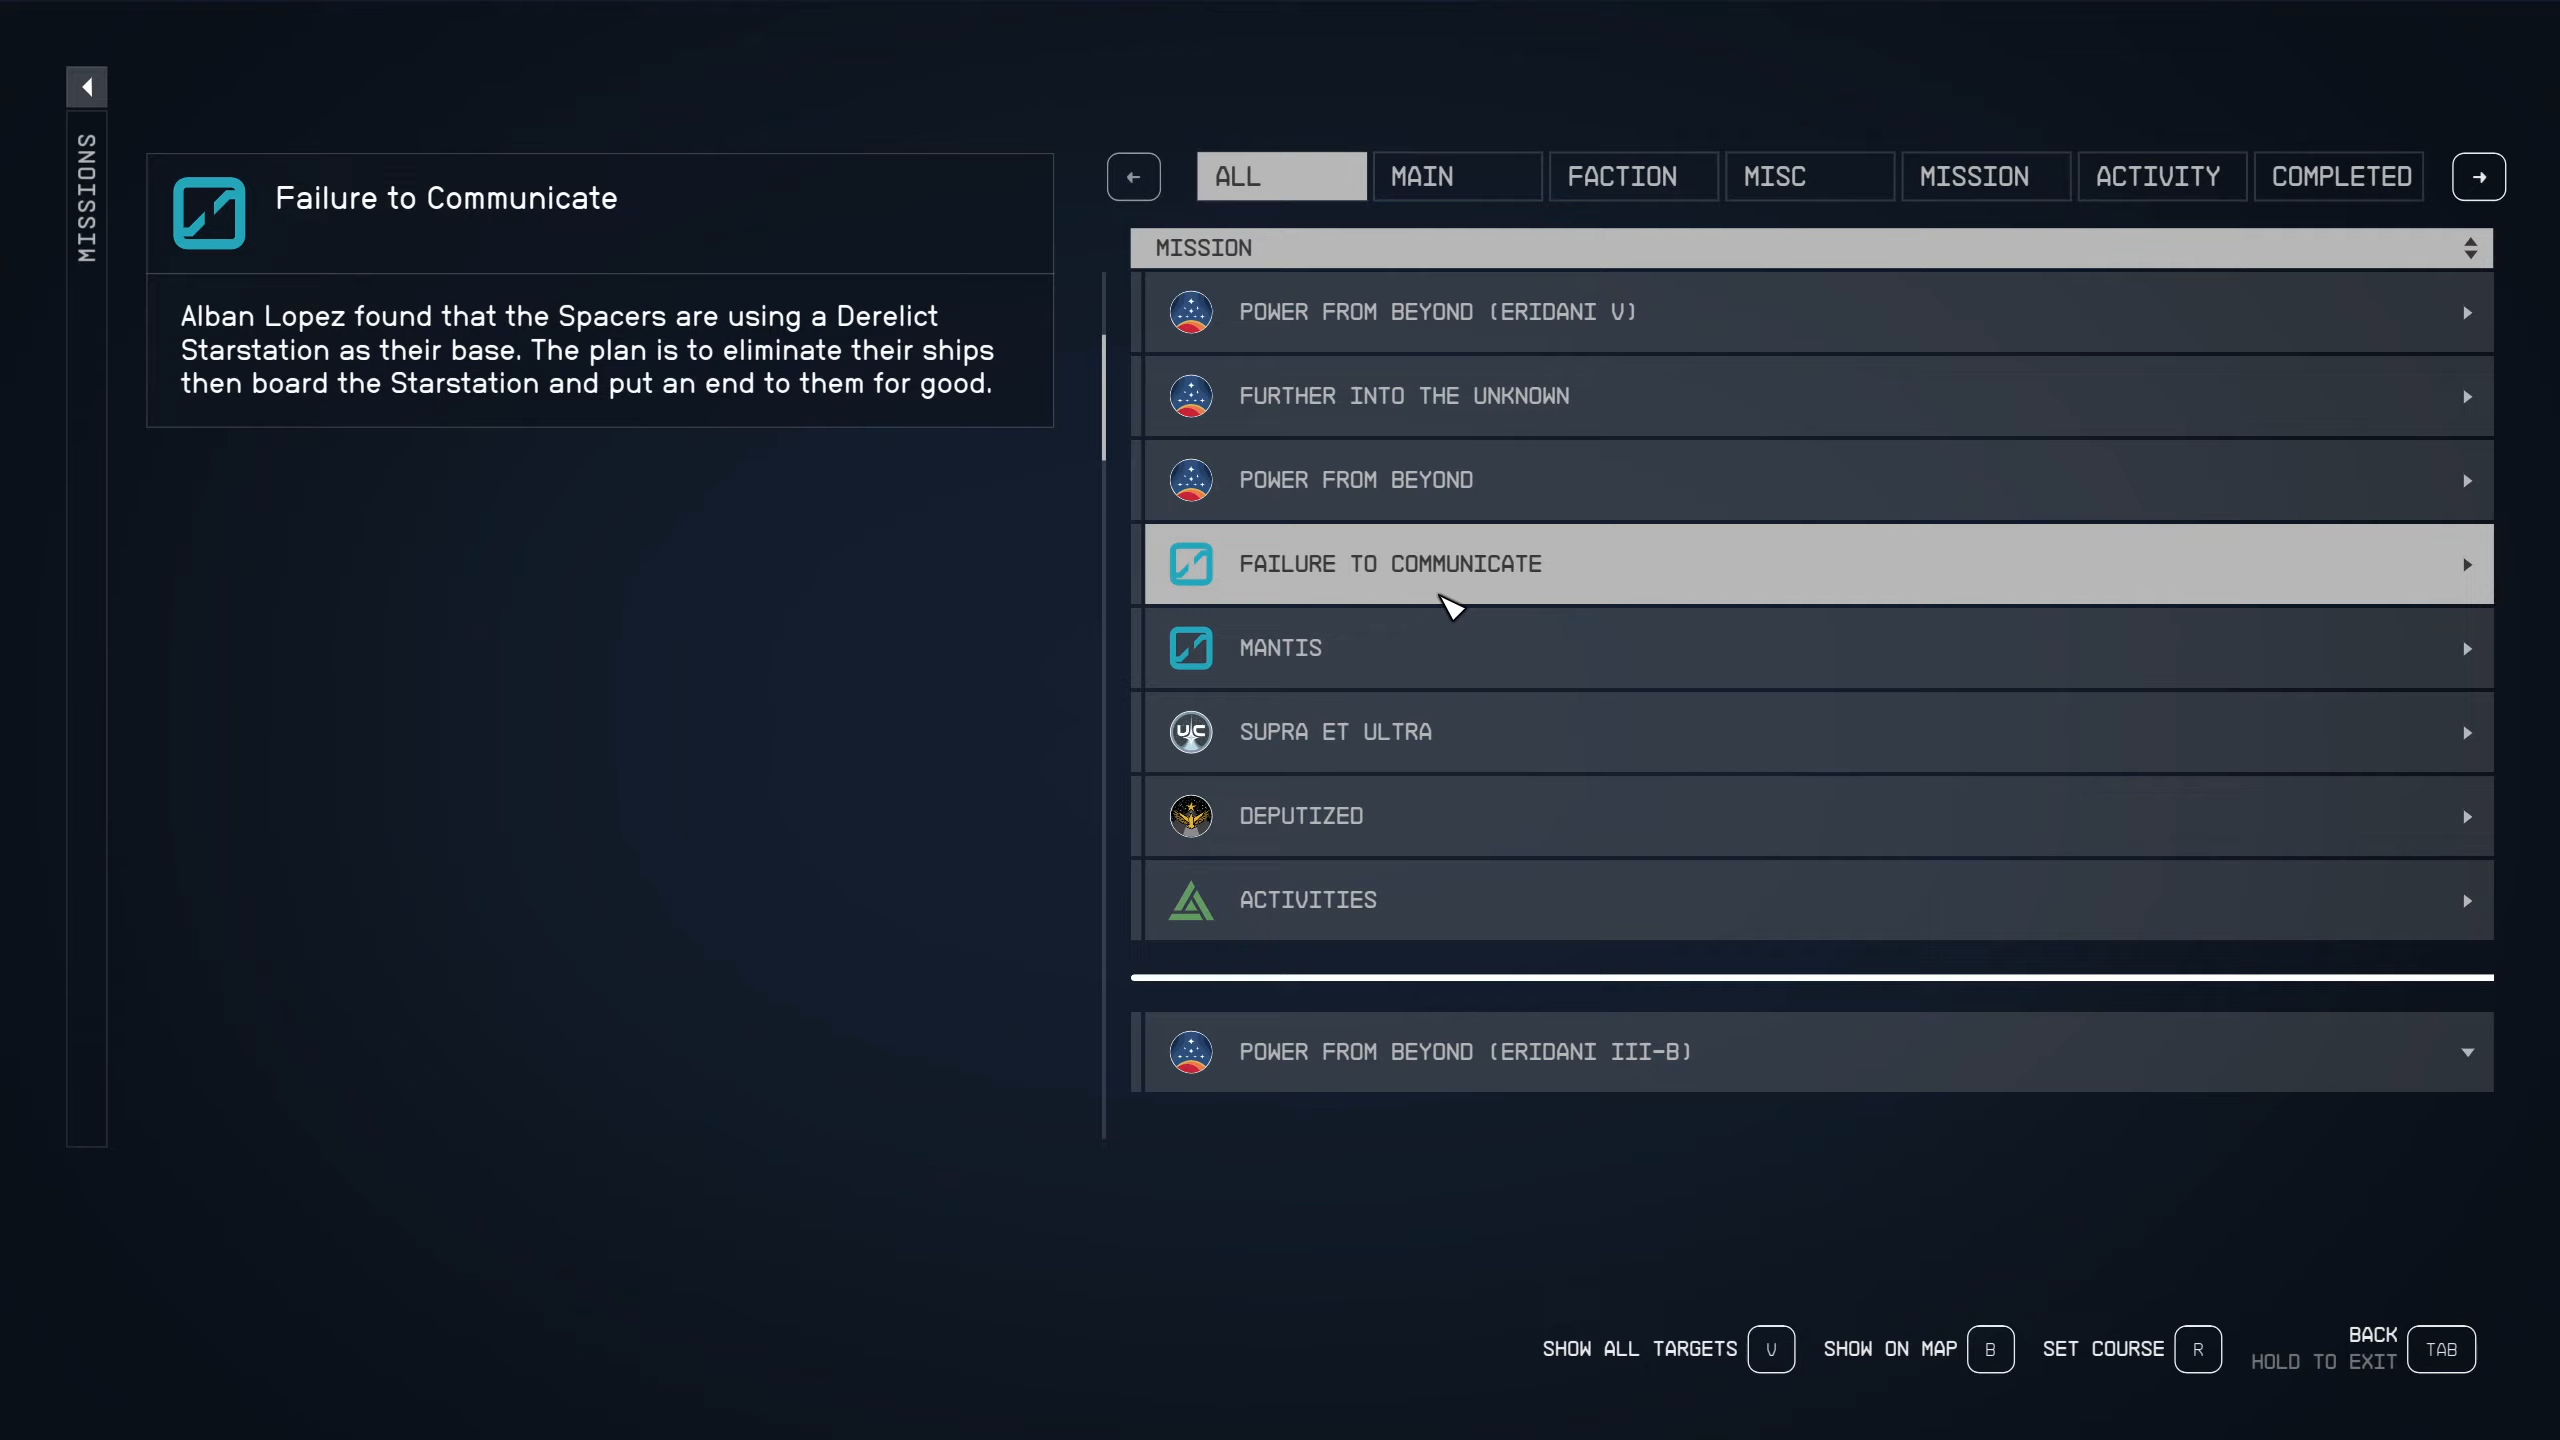 MISSIONS
Failure to Communicate
Alban Lopez found that the Spacers are using a Derelict
Starstation as their base. The plan is to eliminate their ships
then board the Starstation and put an end to them for good.
ALL
MAIN
FACTION
MISC
MISSION
ACTIVITY
COMPLETED
MISSION
POWER FROM BEYOND (ERIDANI V)
FURTHER INTO THE UNKNOWN
POWER FROM BEYOND
FAILURE TO COMMUNICATE
MANTIS
UC
SUPRA ET ULTRA
DEPUTIZED
ACTIVITIES
POWER FROM BEYOND (ERIDANI III-B)
SHOW ALL TARGETS V
SHOW ON MAP B
SET COURSE R
BACK
HOLD TO EXIT
TAB